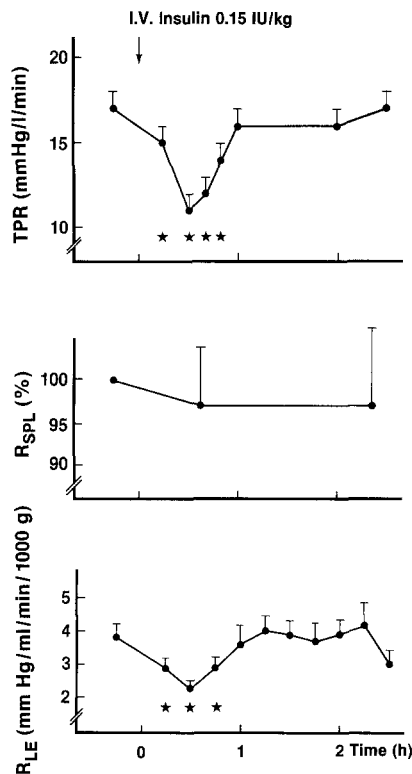 I.V. Insulin 0.15 IU/kg
TPR (mmHg/l/min)
20
15
10
★ ★ ★ ★
R_SPL (%)
100
95
90
R_LE (mm Hg/ml/min/1000 g)
5
4
3
2
★ ★ ★
0 1 2 Time (h)